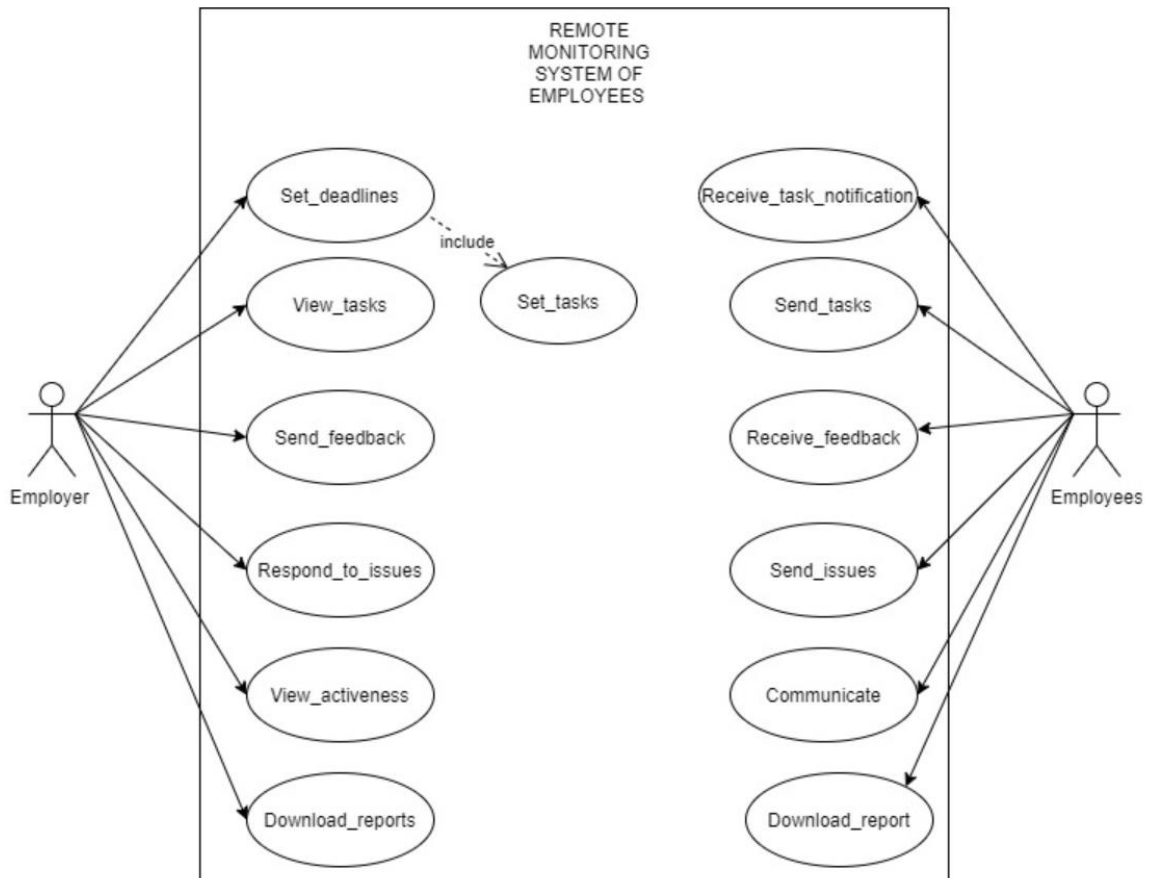 REMOTE
MONITORING
SYSTEM OF
EMPLOYEES
Set_deadlines
Receive_task_notification
include
View_tasks
Set_tasks
Send_tasks
Send_feedback
Receive_feedback
Employer
Employees
Respond_to_issues
Send_issues
View_activeness
Communicate
Download_reports
Download_report